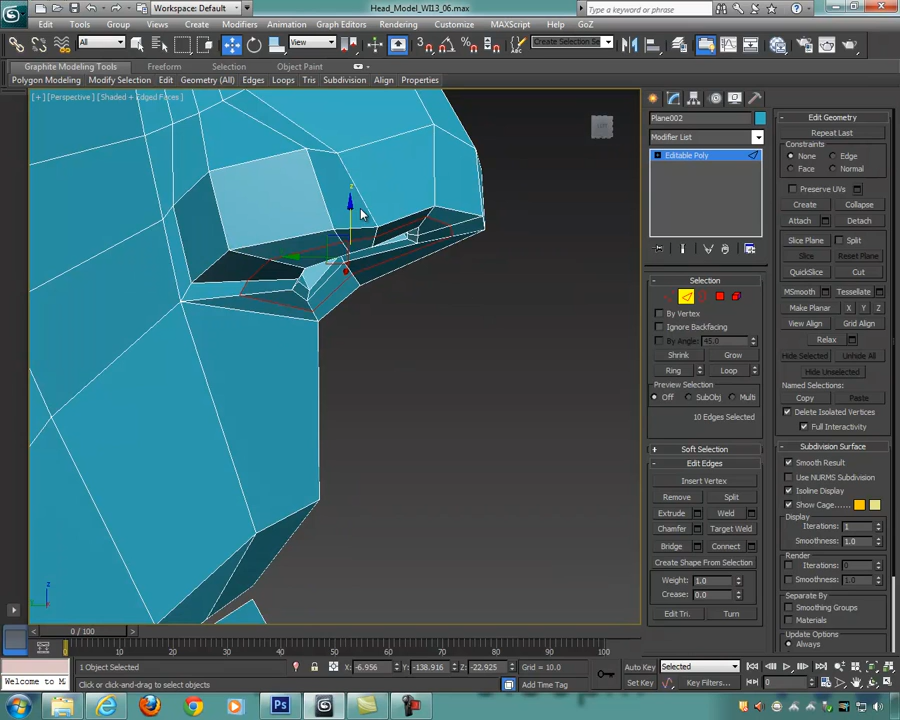 Workspace: Default
Head_Model_WI13_06.max
Type a keyword or phrase
Edit Tools Group Views Create Modifiers Animation Graph Editors Rendering Customize MAXScript Help GoZ
All
View
Create Selection Se
Graphite Modeling Tools Freeform Selection Object Paint
Polygon Modeling Modify Selection Edit Geometry (All) Edges Loops Tris Subdivision Align Properties
[+] [Perspective] [Shaded + Edged Faces]
Plane002
Modifier List
Editable Poly
Selection
By Vertex
Ignore Backfacing
By Angle: 45.0
Shrink Grow
Ring Loop
Preview Selection
Off SubObj Multi
10 Edges Selected
Soft Selection
Edit Edges
Insert Vertex
Remove Split
Extrude Weld
Chamfer Target Weld
Bridge Connect
Create Shape From Selection
Weight: 1.0
Crease: 0.0
Edit Tri. Turn
Edit Geometry
Repeat Last
Constraints
None Edge
Face Normal
Preserve UVs
Create Collapse
Attach Detach
Slice Plane Split
Slice Reset Plane
QuickSlice Cut
MSmooth Tessellate
Make Planar X Y Z
View Align Grid Align
Relax
Hide Selected Unhide All
Hide Unselected
Named Selections:
Copy Paste
Delete Isolated Vertices
Full Interactivity
Subdivision Surface
Smooth Result
Use NURMS Subdivision
Isoline Display
Show Cage......
Display
Iterations: 1
Smoothness: 1.0
Render
Iterations: 0
Smoothness: 1.0
Separate By
Smoothing Groups
Materials
Update Options
Always
0 / 100
0 10 20 30 40 50 60 70 80 90 100
1 Object Selected
X: -6.956 Y: -138.916 Z: -22.925 Grid = 10.0
Auto Key Selected
Welcome to M
Click or click-and-drag to select objects
Add Time Tag
Set Key Key Filters... 0
7:02 PM